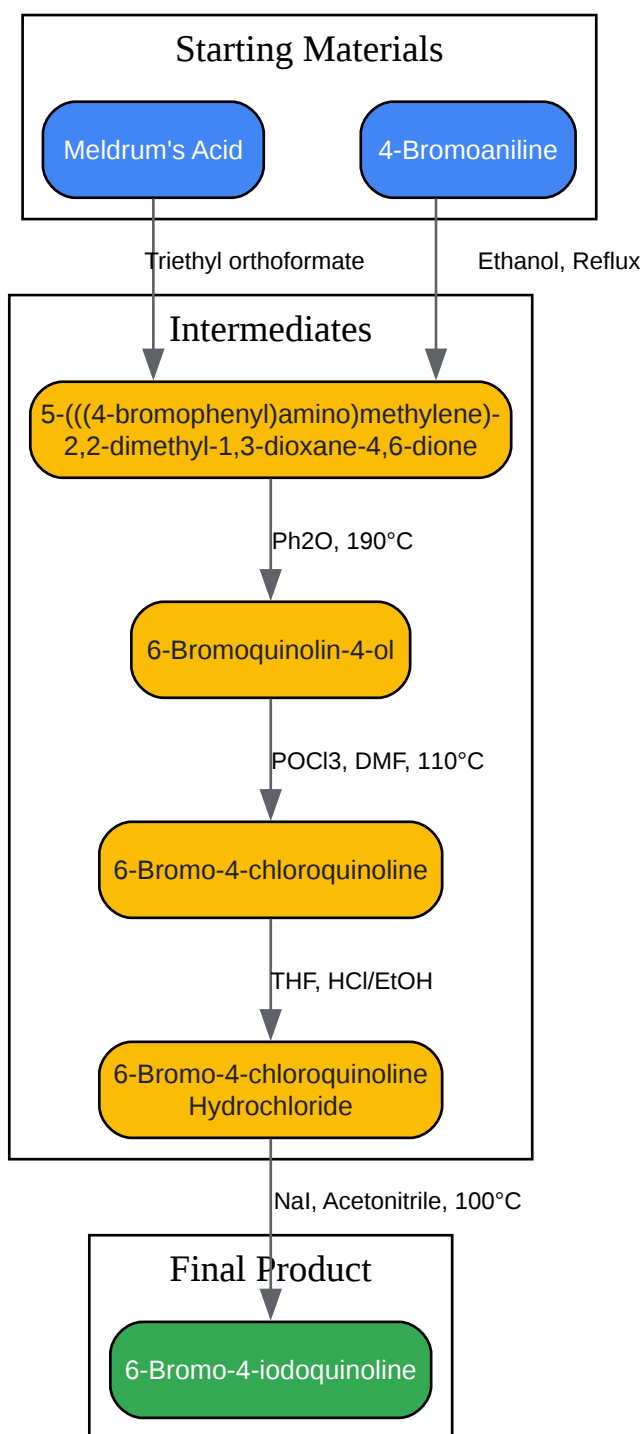 Starting Materials
Meldrum's Acid
4-Bromoaniline
Triethyl orthoformate
Ethanol, Reflux
Intermediates
5-(((4-bromophenyl)amino)methylene)-
2,2-dimethyl-1,3-dioxane-4,6-dione
Ph2O, 190°C
6-Bromoquinolin-4-ol
POCl3, DMF, 110°C
6-Bromo-4-chloroquinoline
THF, HCl/EtOH
6-Bromo-4-chloroquinoline
Hydrochloride
NaI, Acetonitrile, 100°C
Final Product
6-Bromo-4-iodoquinoline